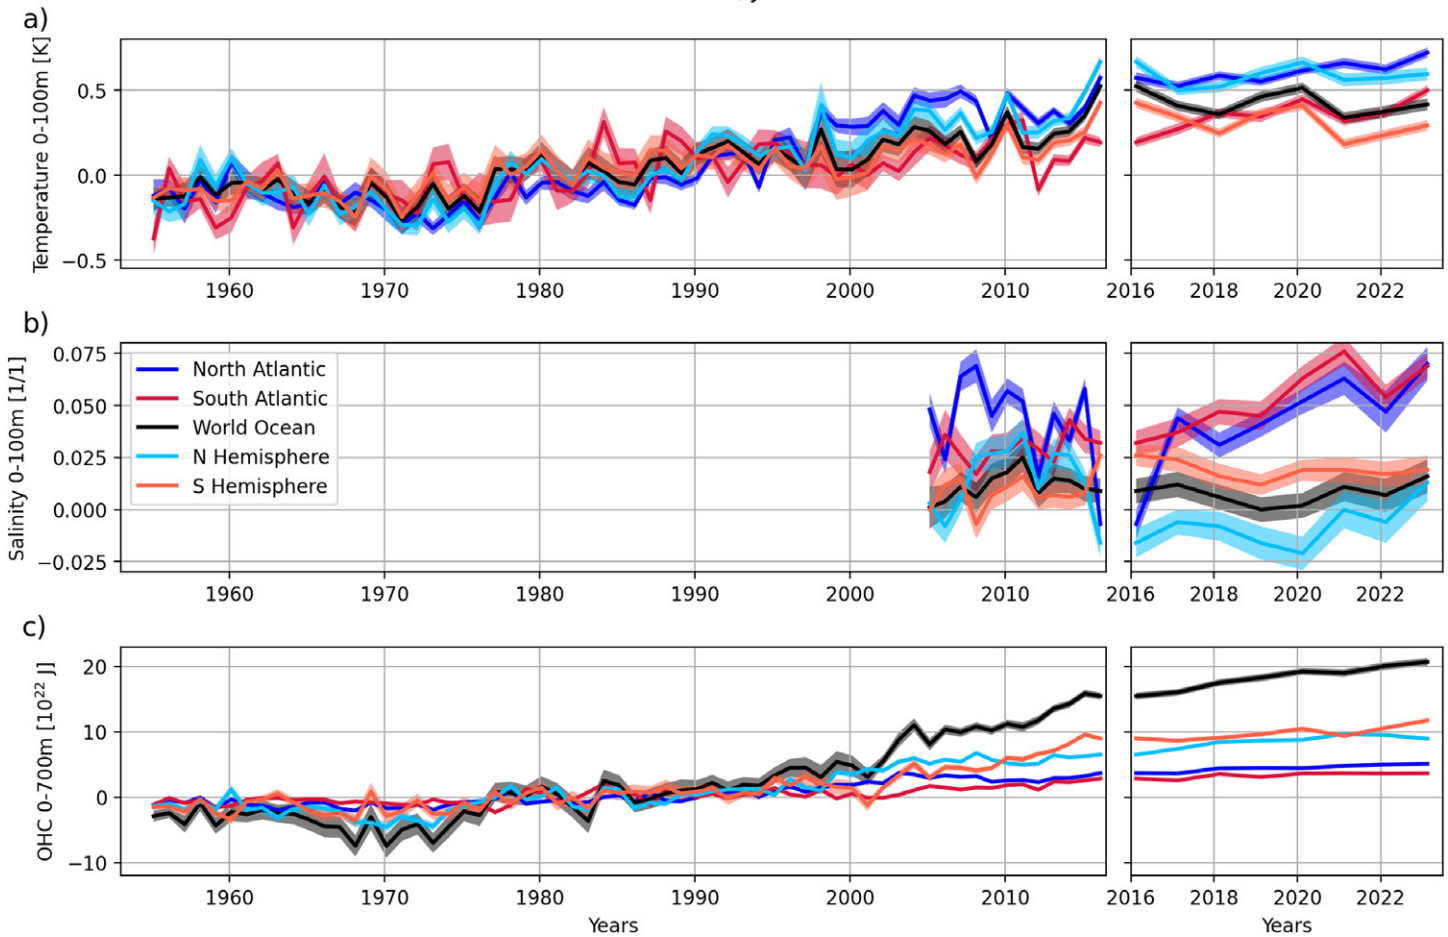 a)
Temperature 0-100m [K]
0.5
0.0
−0.5
1960 1970 1980 1990 2000 2010 2016 2018 2020 2022
b)
Salinity 0-100m [1/1]
0.075
0.050
0.025
0.000
−0.025
North Atlantic
South Atlantic
World Ocean
N Hemisphere
S Hemisphere
1960 1970 1980 1990 2000 2010 2016 2018 2020 2022
c)
OHC 0-700m [10²² J]
20
10
0
−10
1960 1970 1980 1990 2000 2010 2016 2018 2020 2022
Years Years